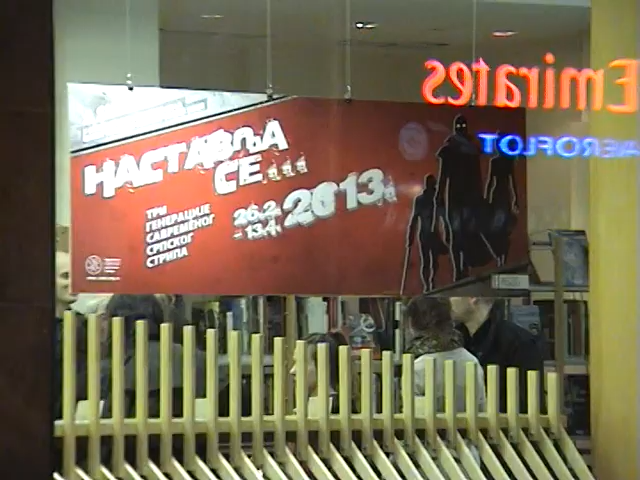 НАСТАВЉА
СЕ...
ТРИ
ГЕНЕРАЦИЈЕ
САВРЕМЕНОГ
СРПСКОГ
СТРИПА
26.2.
- 13.4.
2013.
Emirates
AEROFLOT